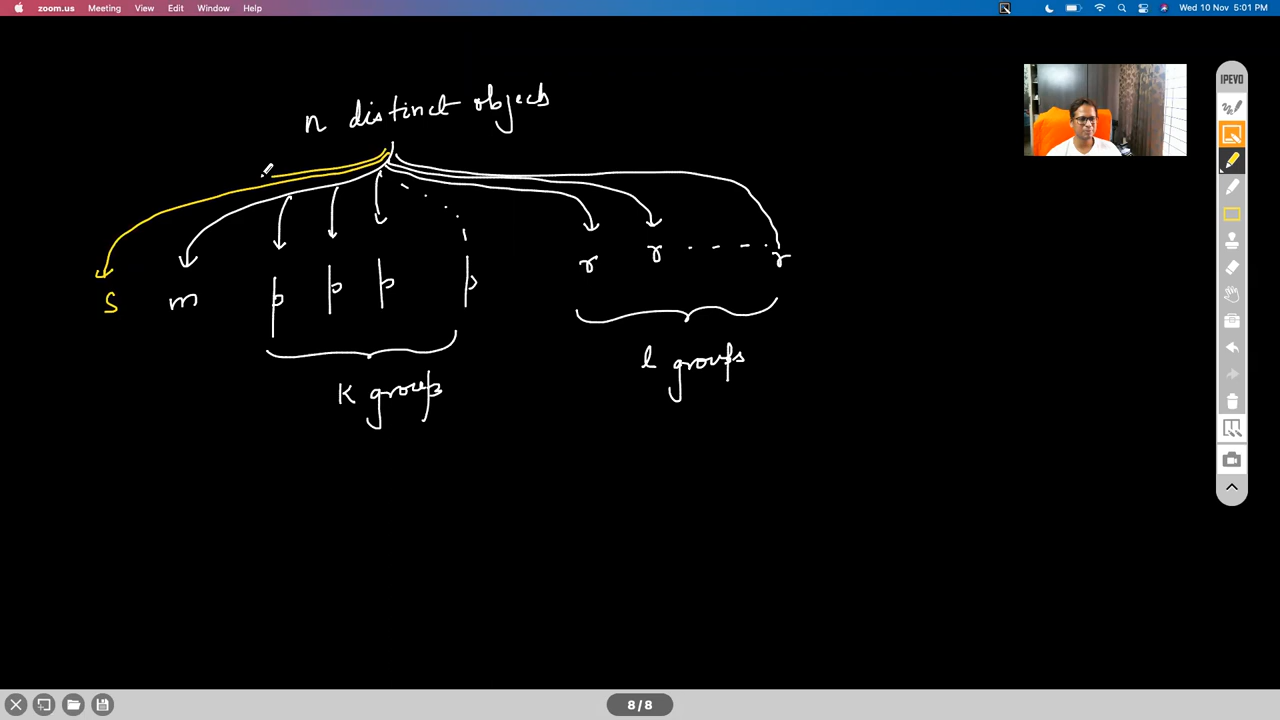 zoom.us Meeting View Edit Window Help Wed 10 Nov 5:01 PM
IPEVO
n distinct objects
S m p p p p r r - - - - r
K groups l groups
8/8